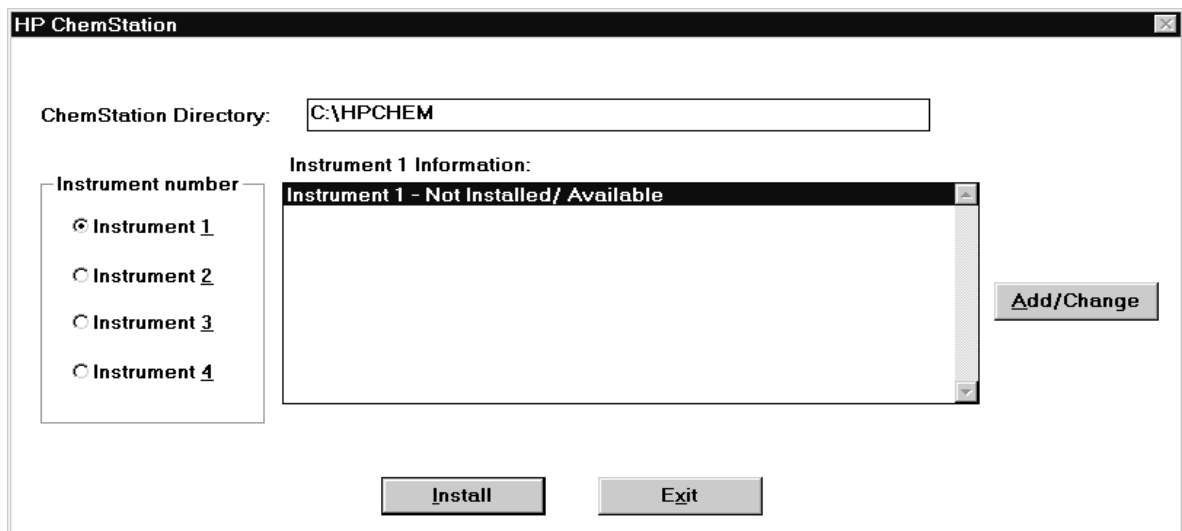 HP ChemStation
ChemStation Directory:
C:\HPCHEM
Instrument number
Instrument 1
Instrument 2
Instrument 3
Instrument 4
Instrument 1 Information:
Instrument 1 - Not Installed/ Available
Add/Change
Install
Exit